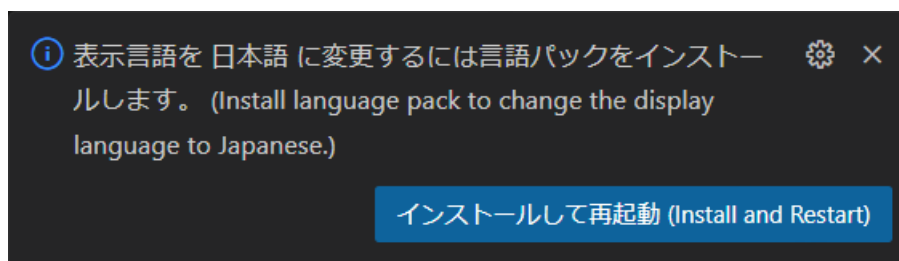 表示言語を 日本語 に変更するには言語パックをインストー
ルします。 (Install language pack to change the display
language to Japanese.)
インストールして再起動 (Install and Restart)